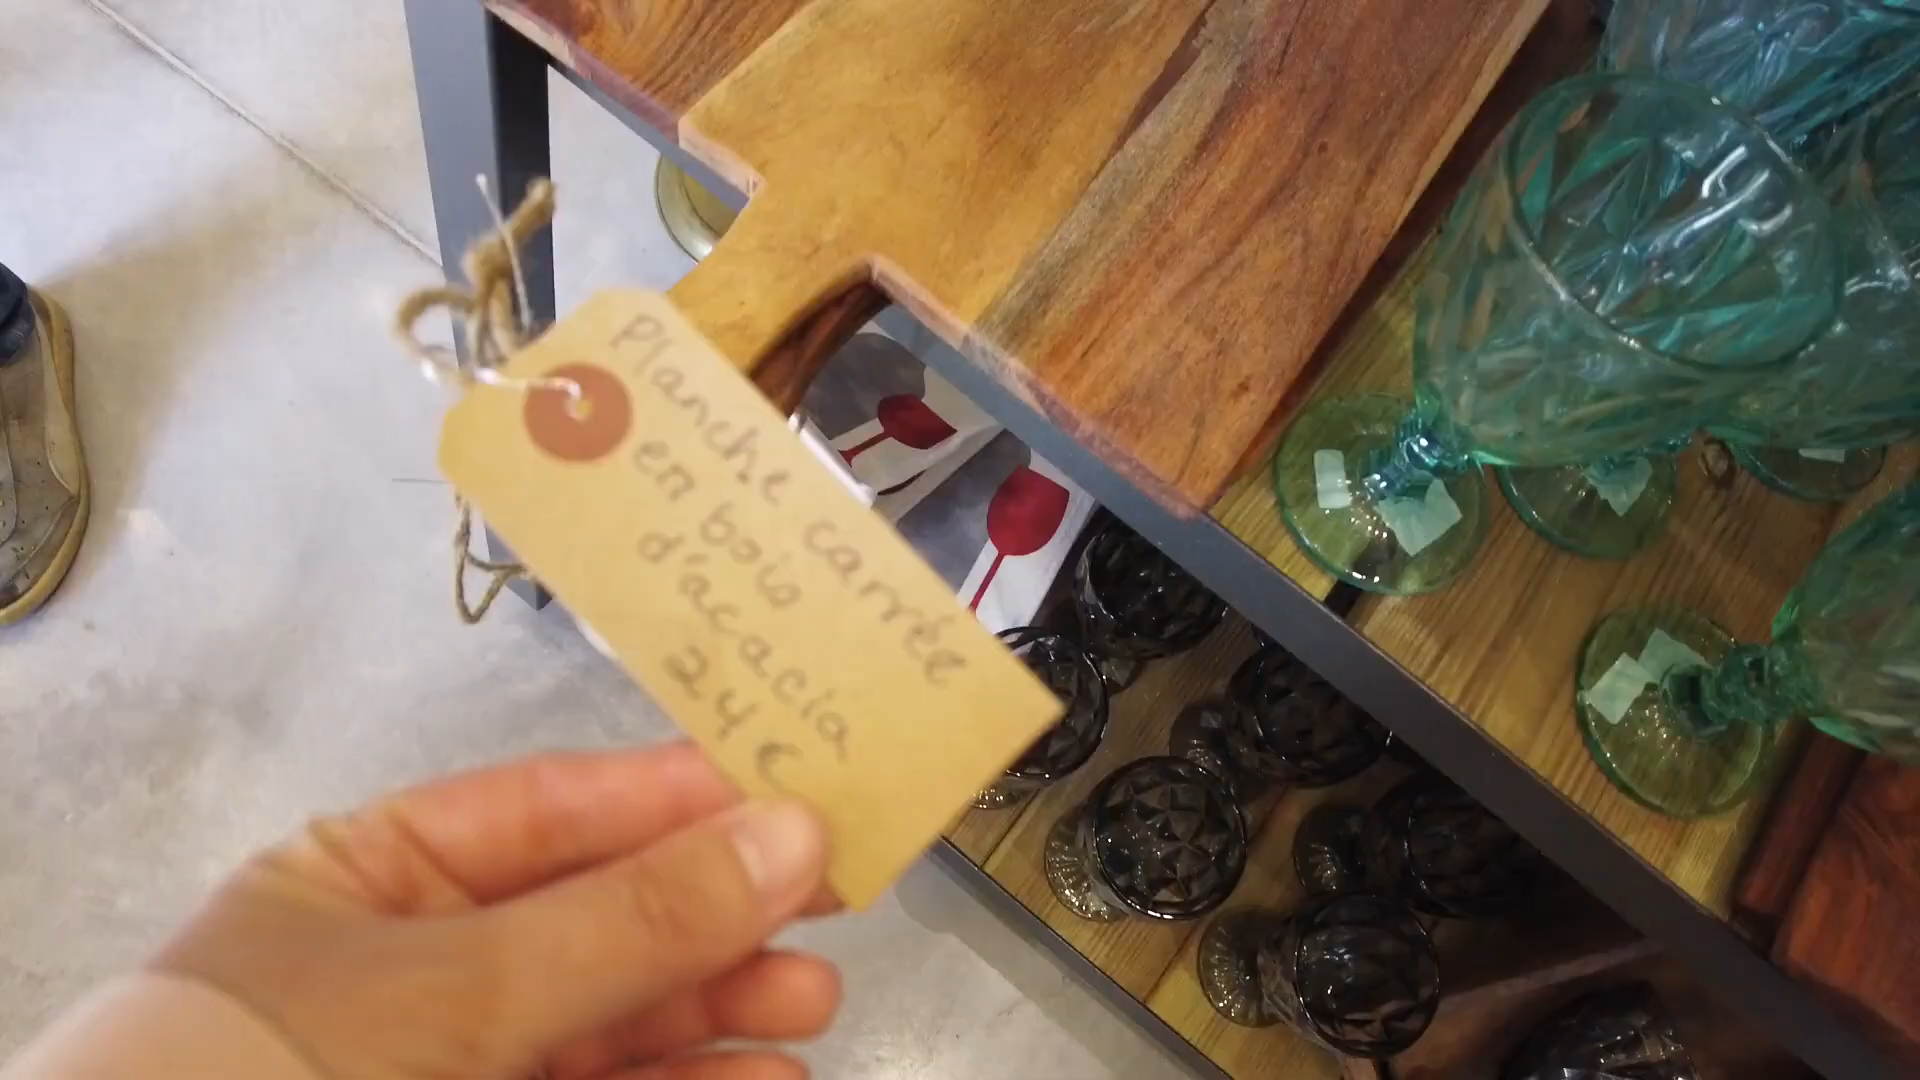 Planche carrée
en bois
d'acacia
24 €